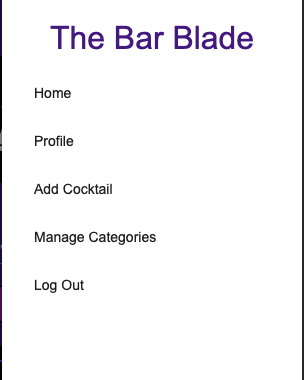 The Bar Blade
Home
Profile
Add Cocktail
Manage Categories
Log Out